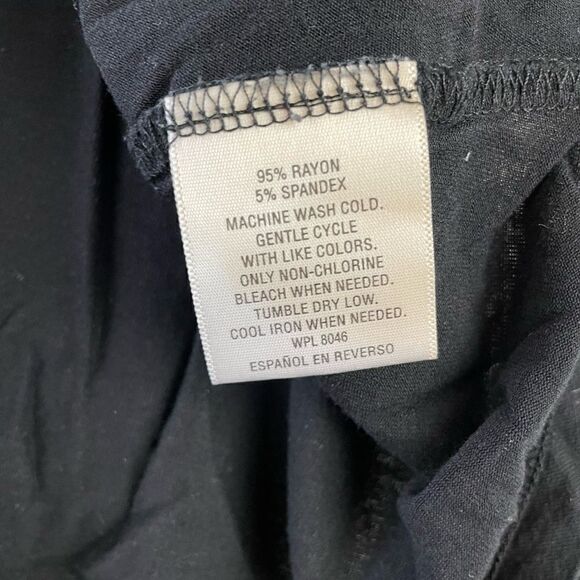 95% RAYON
5% SPANDEX
MACHINE WASH COLD.
GENTLE CYCLE
WITH LIKE COLORS.
ONLY NON-CHLORINE
BLEACH WHEN NEEDED.
TUMBLE DRY LOW.
COOL IRON WHEN NEEDED.
WPL 8046
ESPAÑOL EN REVERSO